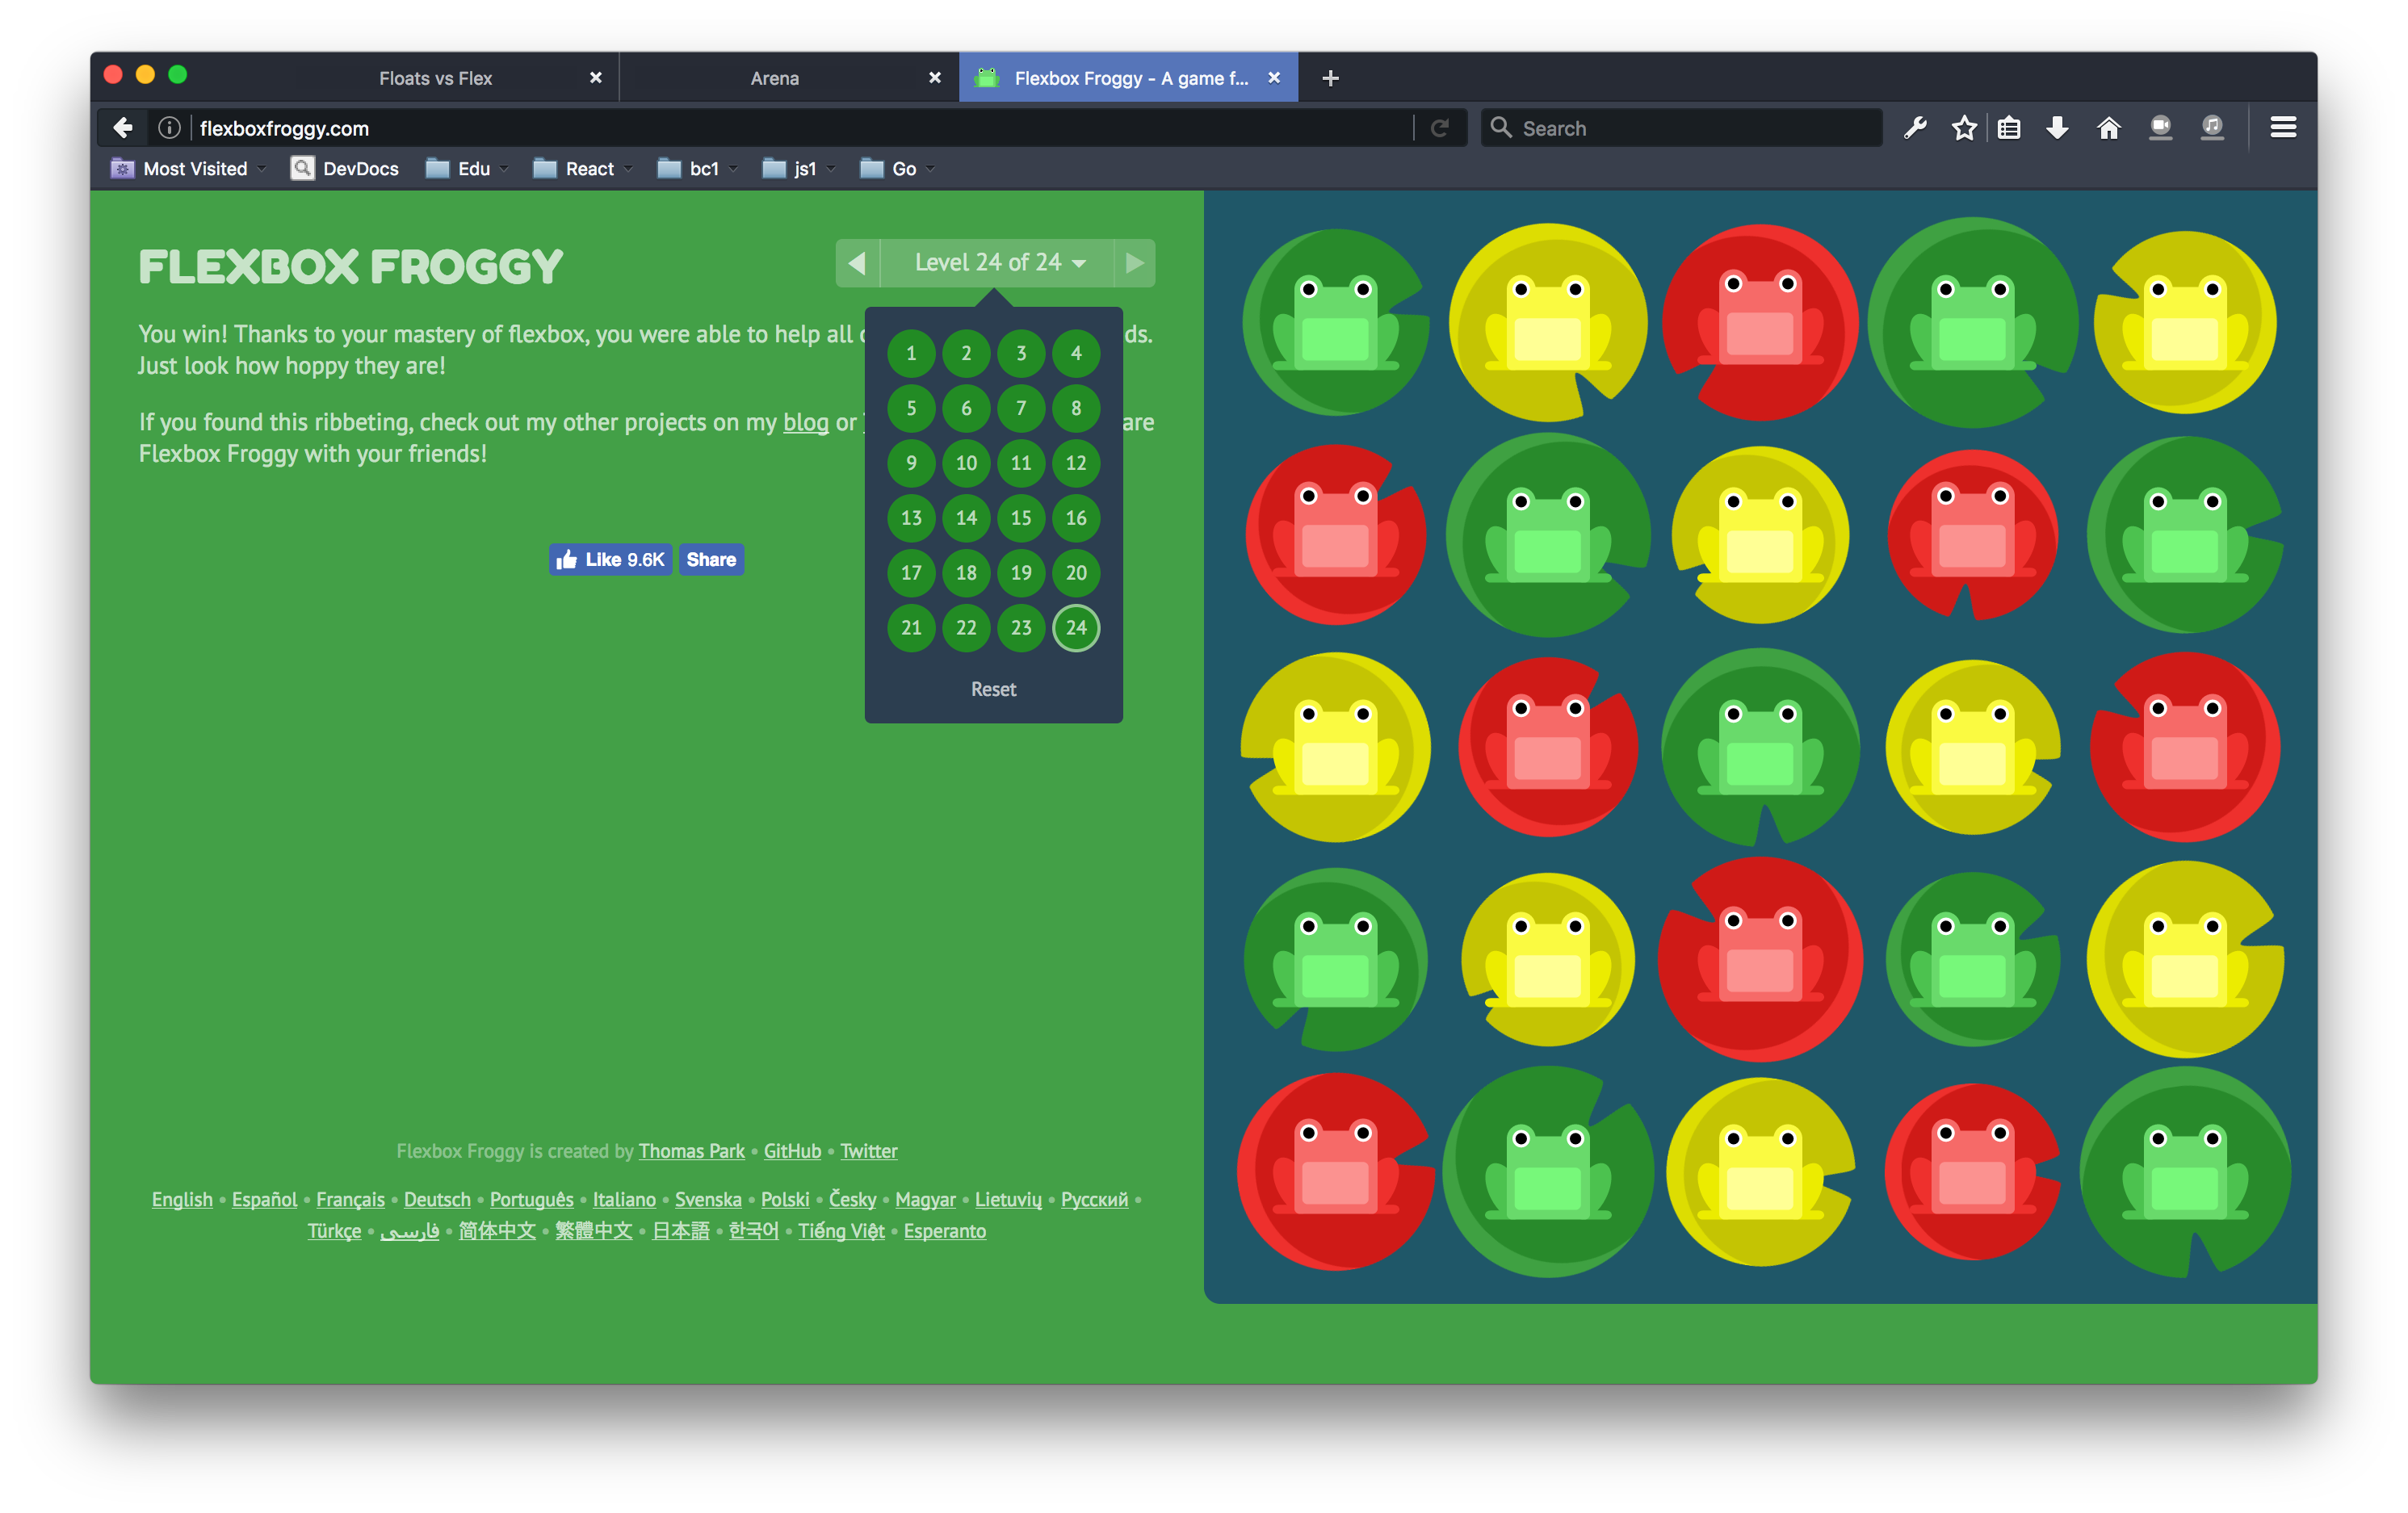 Floats vs Flex
Arena
Flexbox Froggy - A game f...
flexboxfroggy.com
Search
Most Visited
DevDocs
Edu
React
bc1
js1
Go
FLEXBOX FROGGY
Level 24 of 24
You win! Thanks to your mastery of flexbox, you were able to help all ds.
Just look how hoppy they are!
If you found this ribbeting, check out my other projects on my blog or are
Flexbox Froggy with your friends!
1 2 3 4
5 6 7 8
9 10 11 12
13 14 15 16
17 18 19 20
21 22 23 24
Reset
Like 9.6K Share
Flexbox Froggy is created by Thomas Park • GitHub • Twitter
English • Español • Français • Deutsch • Português • Italiano • Svenska • Polski • Česky • Magyar • Lietuvių • Русский •
Türkçe • فارسی • 简体中文 • 繁體中文 • 日本語 • 한국어 • Tiếng Việt • Esperanto